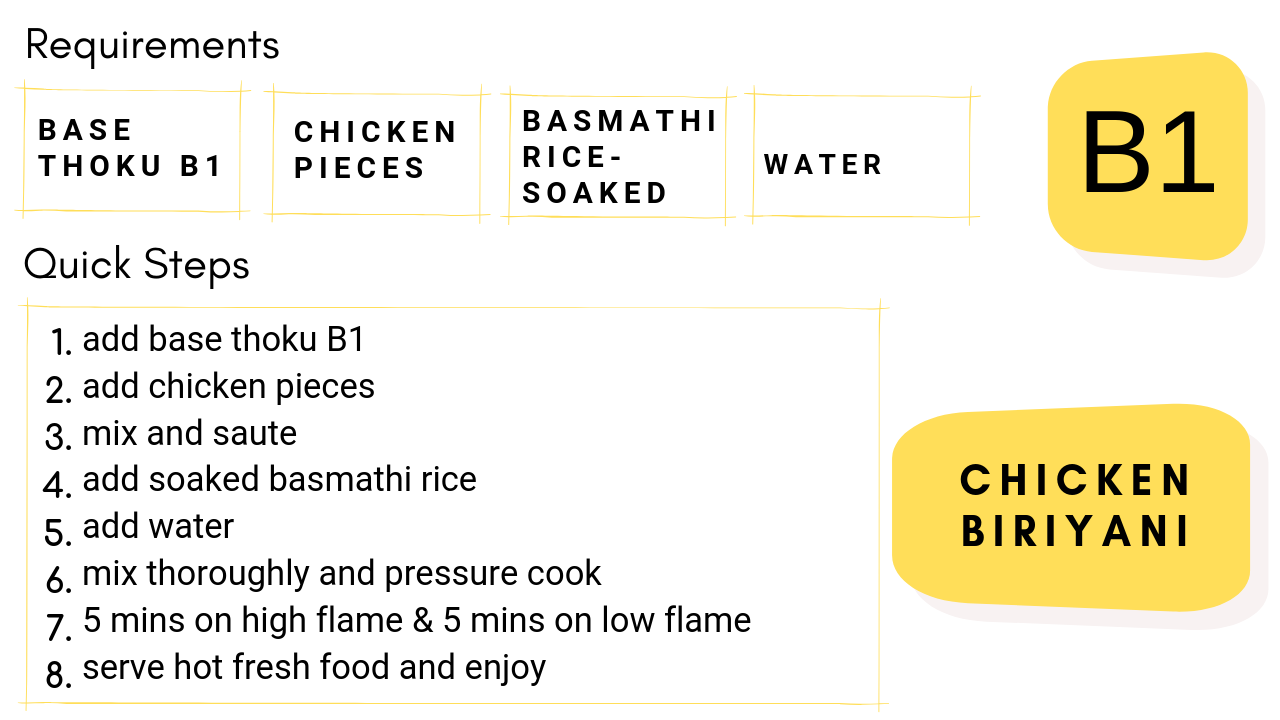 Requirements
BASE
THOKU B1
CHICKEN
PIECES
BASMATHI
RICE-
SOAKED
WATER
B1
Quick Steps
1. add base thoku B1
2. add chicken pieces
3. mix and saute
4. add soaked basmathi rice
5. add water
6. mix thoroughly and pressure cook
7. 5 mins on high flame & 5 mins on low flame
8. serve hot fresh food and enjoy
CHICKEN
BIRIYANI